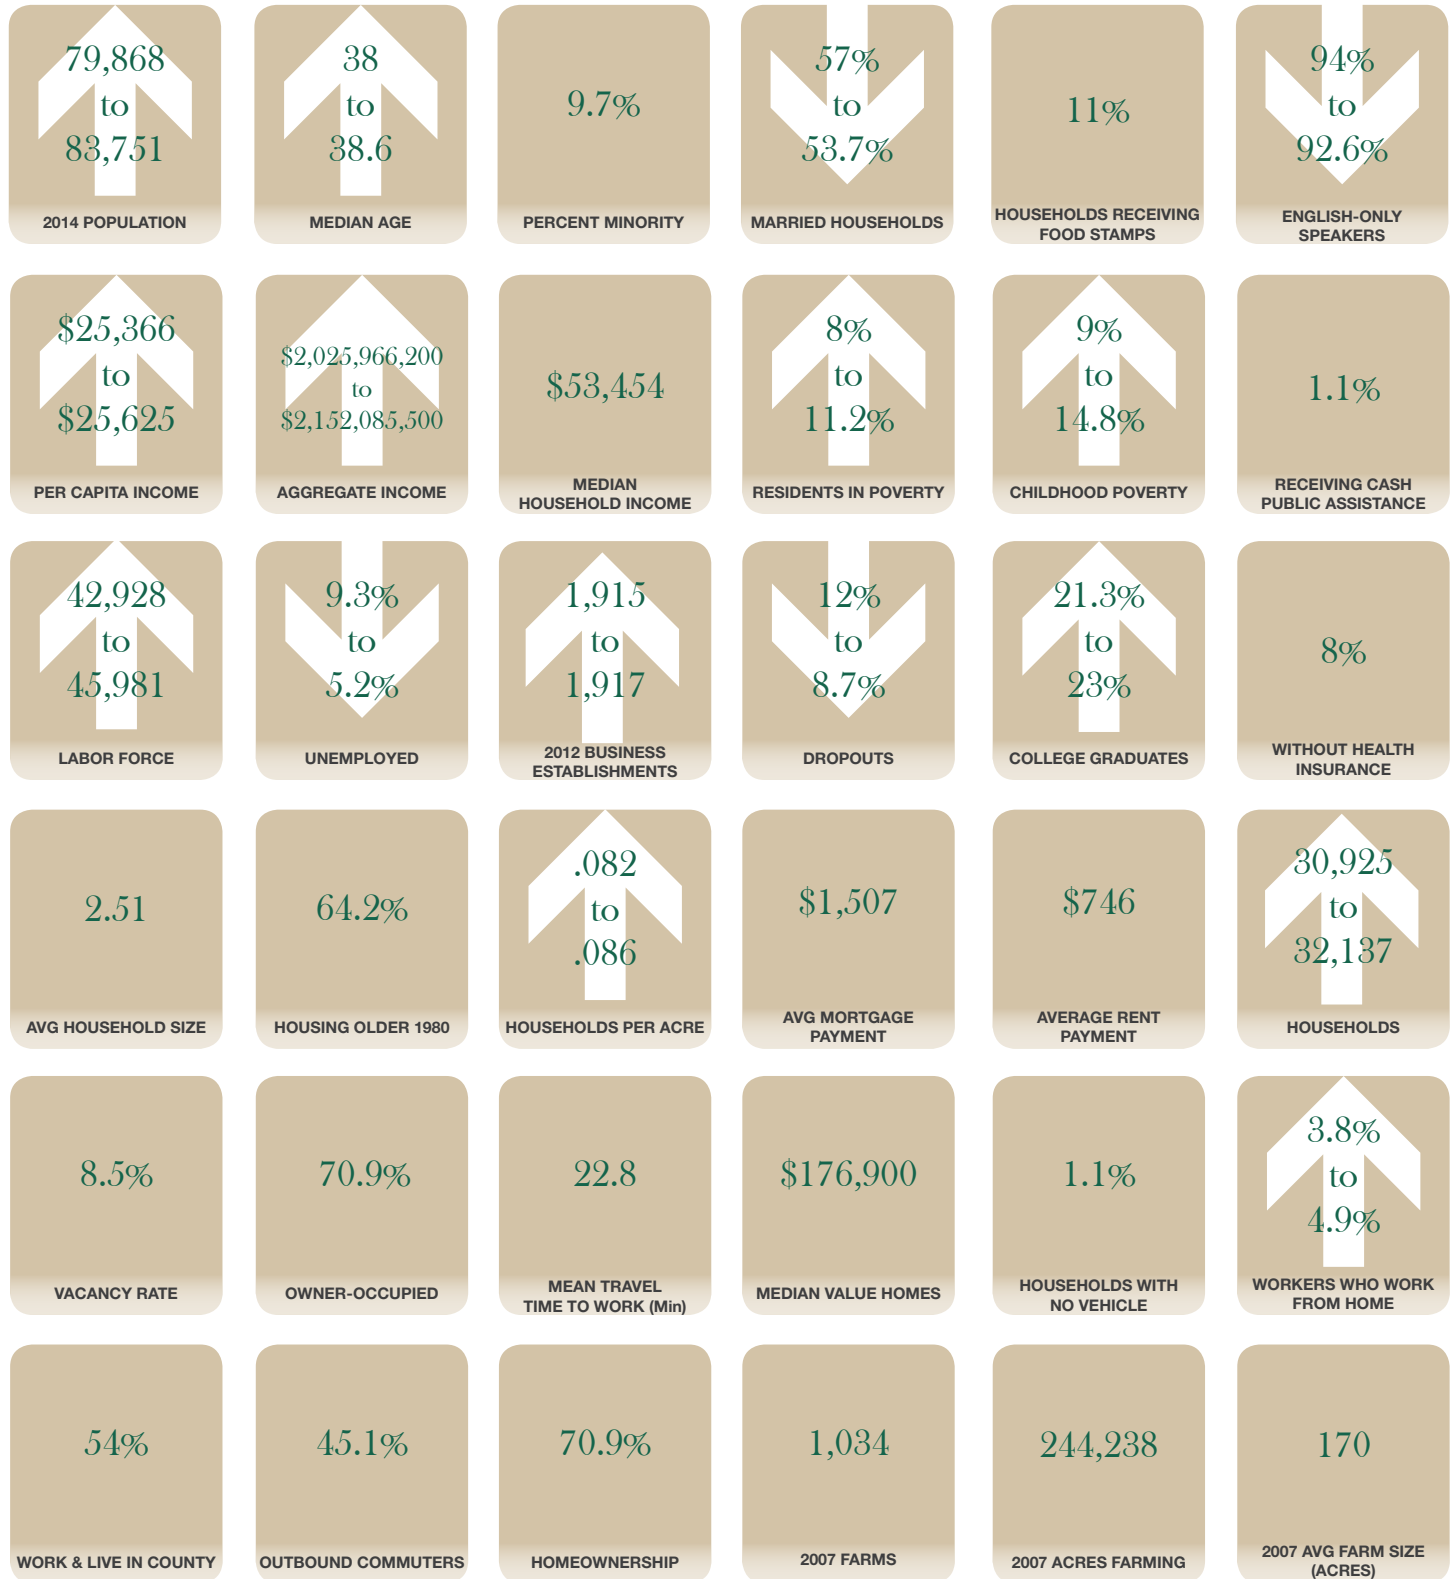 79,868
to
83,751
2014 POPULATION
38
to
38.6
MEDIAN AGE
9.7%
PERCENT MINORITY
57%
to
53.7%
MARRIED HOUSEHOLDS
11%
HOUSEHOLDS RECEIVING
FOOD STAMPS
94%
to
92.6%
ENGLISH-ONLY
SPEAKERS
$25,366
to
$25,625
PER CAPITA INCOME
$2,025,966,200
to
$2,152,085,500
AGGREGATE INCOME
$53,454
MEDIAN
HOUSEHOLD INCOME
8%
to
11.2%
RESIDENTS IN POVERTY
9%
to
14.8%
CHILDHOOD POVERTY
1.1%
RECEIVING CASH
PUBLIC ASSISTANCE
42,928
to
45,981
LABOR FORCE
9.3%
to
5.2%
UNEMPLOYED
1,915
to
1,917
2012 BUSINESS
ESTABLISHMENTS
12%
to
8.7%
DROPOUTS
21.3%
to
23%
COLLEGE GRADUATES
8%
WITHOUT HEALTH
INSURANCE
2.51
AVG HOUSEHOLD SIZE
64.2%
HOUSING OLDER 1980
.082
to
.086
HOUSEHOLDS PER ACRE
$1,507
AVG MORTGAGE
PAYMENT
$746
AVERAGE RENT
PAYMENT
30,925
to
32,137
HOUSEHOLDS
8.5%
VACANCY RATE
70.9%
OWNER-OCCUPIED
22.8
MEAN TRAVEL
TIME TO WORK (Min)
$176,900
MEDIAN VALUE HOMES
1.1%
HOUSEHOLDS WITH
NO VEHICLE
3.8%
to
4.9%
WORKERS WHO WORK
FROM HOME
54%
WORK & LIVE IN COUNTY
45.1%
OUTBOUND COMMUTERS
70.9%
HOMEOWNERSHIP
1,034
2007 FARMS
244,238
2007 ACRES FARMING
170
2007 AVG FARM SIZE
(ACRES)